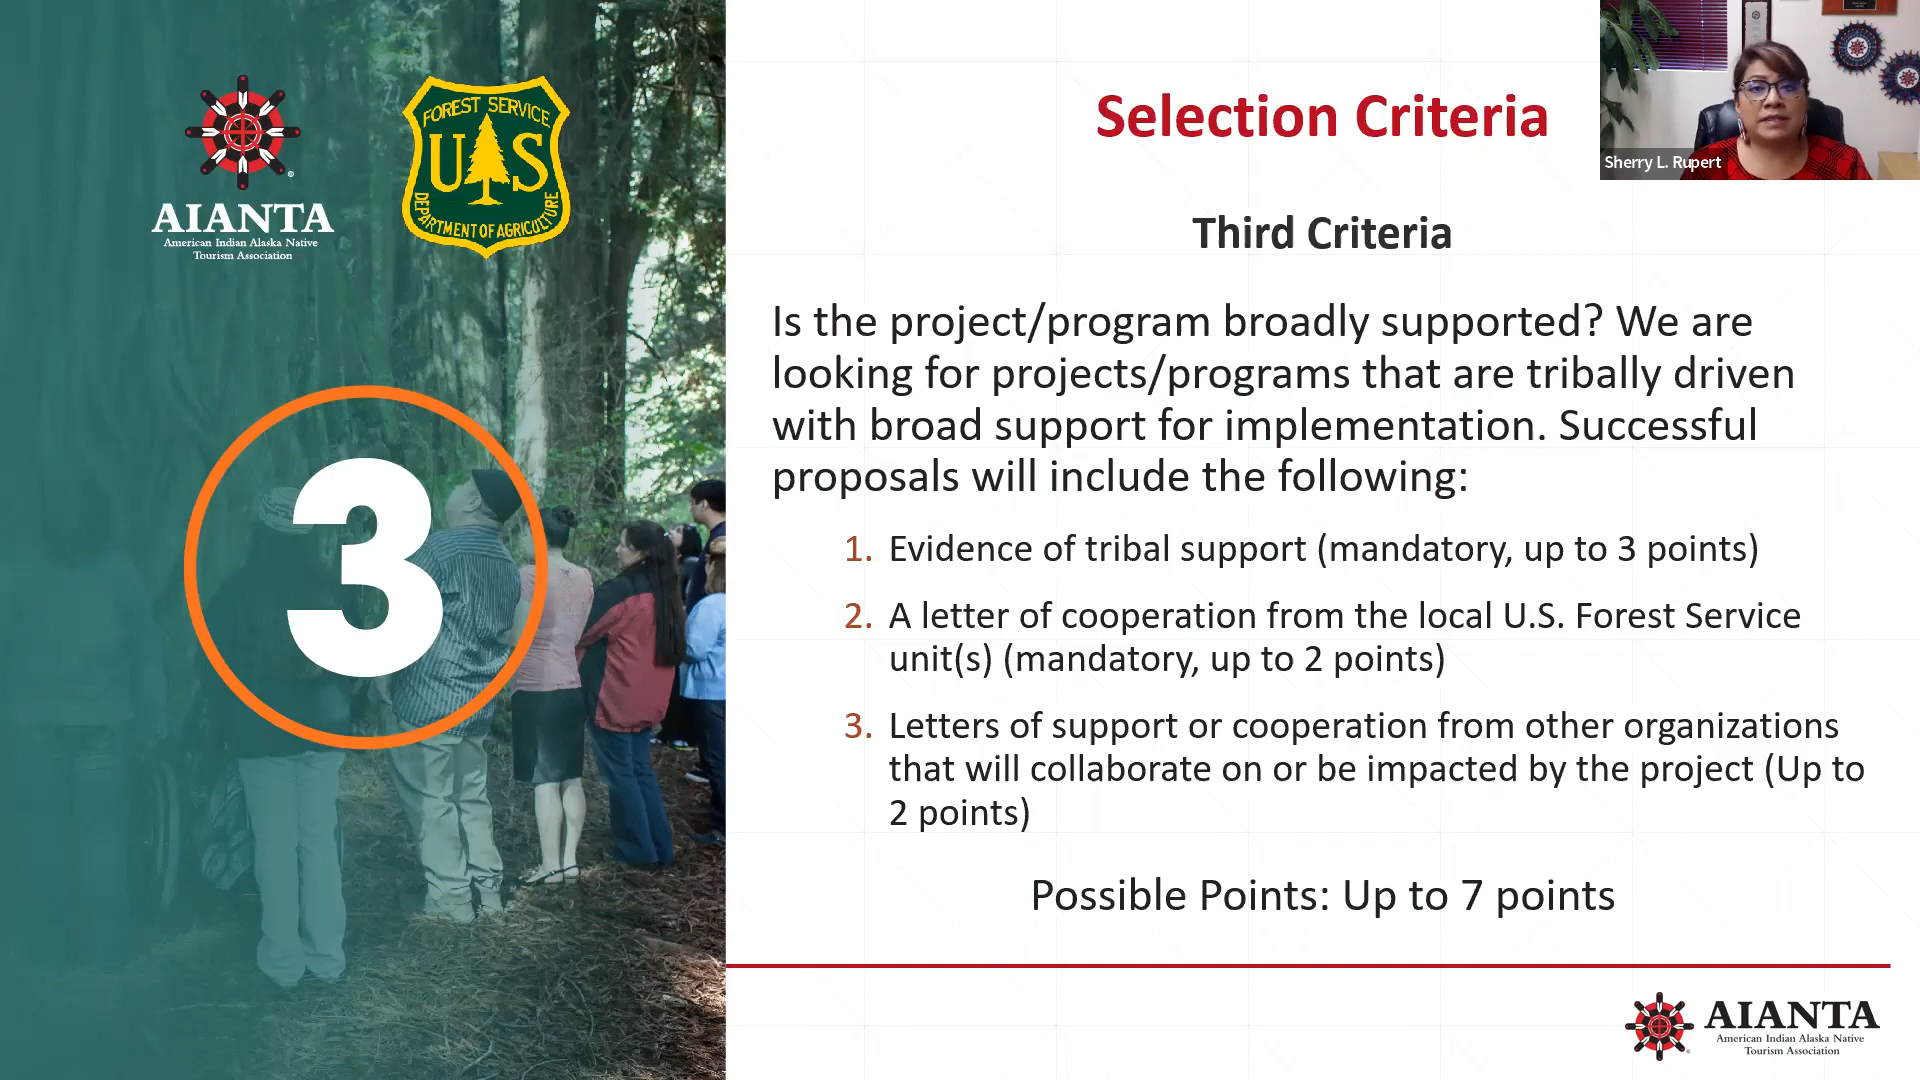 AIANTA
American Indian Alaska Native
Tourism Association
FOREST SERVICE
US
DEPARTMENT OF AGRICULTURE
3
Selection Criteria
Third Criteria
Is the project/program broadly supported? We are
looking for projects/programs that are tribally driven
with broad support for implementation. Successful
proposals will include the following:
1. Evidence of tribal support (mandatory, up to 3 points)
2. A letter of cooperation from the local U.S. Forest Service
unit(s) (mandatory, up to 2 points)
3. Letters of support or cooperation from other organizations
that will collaborate on or be impacted by the project (Up to
2 points)
Possible Points: Up to 7 points
Sherry L. Rupert
AIANTA
American Indian Alaska Native
Tourism Association